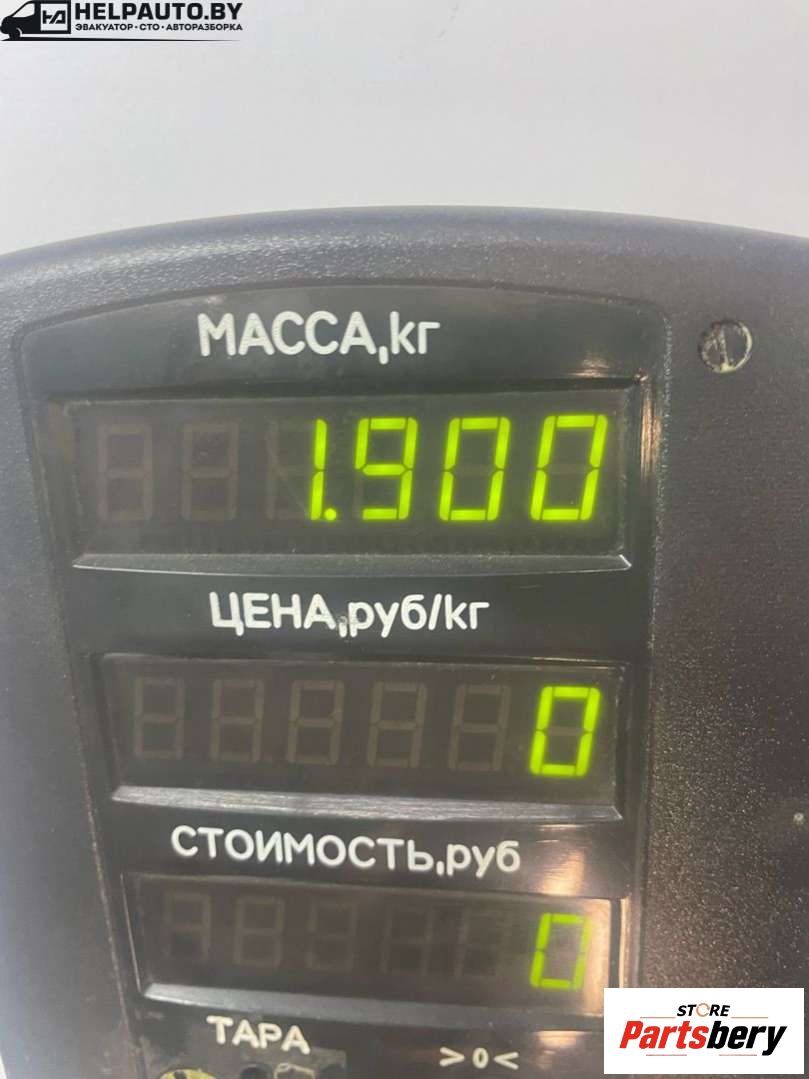 HELPAUTO.BY
ЭВАКУАТОР•СТО•АВТОРАЗБОРКА
МАССА,кг
1.900
ЦЕНА,руб/кг
0
СТОИМОСТЬ,руб
0
ТАРА
>0<
STORE
Partsbery